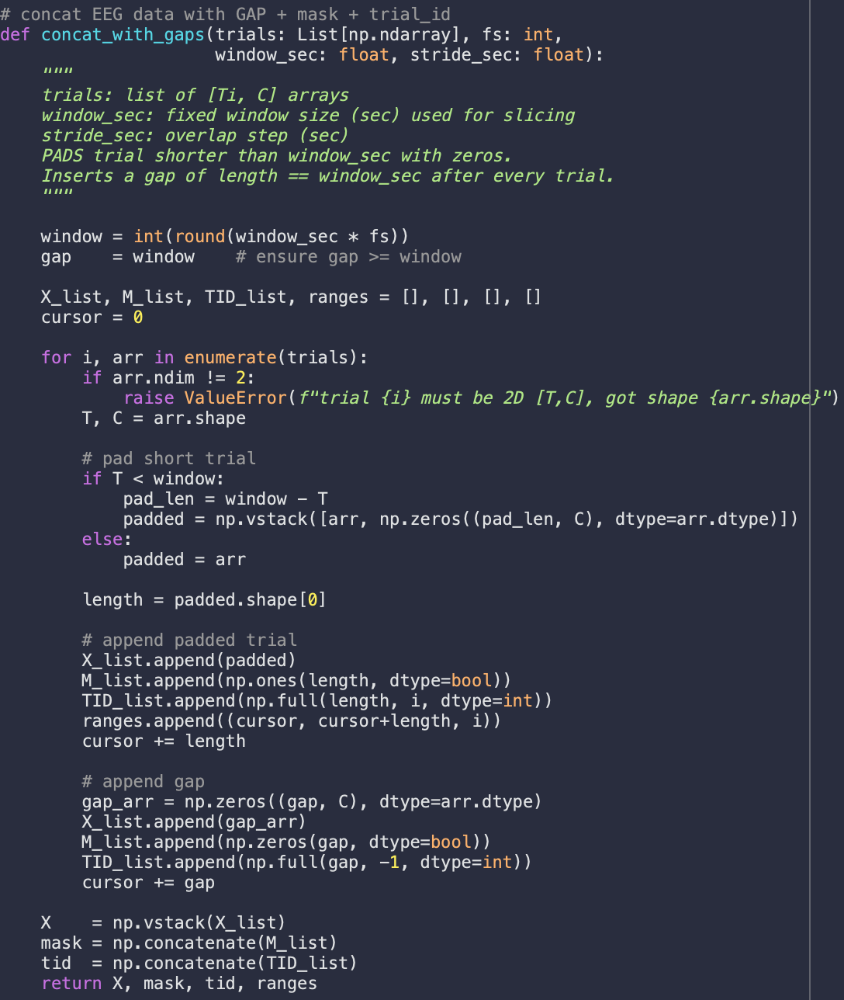 # concat EEG data with GAP + mask + trial_id
def concat_with_gaps(trials: List[np.ndarray], fs: int,
                     window_sec: float, stride_sec: float):
    """
    trials: list of [Ti, C] arrays
    window_sec: fixed window size (sec) used for slicing
    stride_sec: overlap step (sec)
    PADS trial shorter than window_sec with zeros.
    Inserts a gap of length == window_sec after every trial.
    """

    window = int(round(window_sec * fs))
    gap    = window    # ensure gap >= window

    X_list, M_list, TID_list, ranges = [], [], [], []
    cursor = 0

    for i, arr in enumerate(trials):
        if arr.ndim != 2:
            raise ValueError(f"trial {i} must be 2D [T,C], got shape {arr.shape}")
        T, C = arr.shape

        # pad short trial
        if T < window:
            pad_len = window - T
            padded = np.vstack([arr, np.zeros((pad_len, C), dtype=arr.dtype)])
        else:
            padded = arr

        length = padded.shape[0]

        # append padded trial
        X_list.append(padded)
        M_list.append(np.ones(length, dtype=bool))
        TID_list.append(np.full(length, i, dtype=int))
        ranges.append((cursor, cursor+length, i))
        cursor += length

        # append gap
        gap_arr = np.zeros((gap, C), dtype=arr.dtype)
        X_list.append(gap_arr)
        M_list.append(np.zeros(gap, dtype=bool))
        TID_list.append(np.full(gap, -1, dtype=int))
        cursor += gap

    X    = np.vstack(X_list)
    mask = np.concatenate(M_list)
    tid  = np.concatenate(TID_list)
    return X, mask, tid, ranges